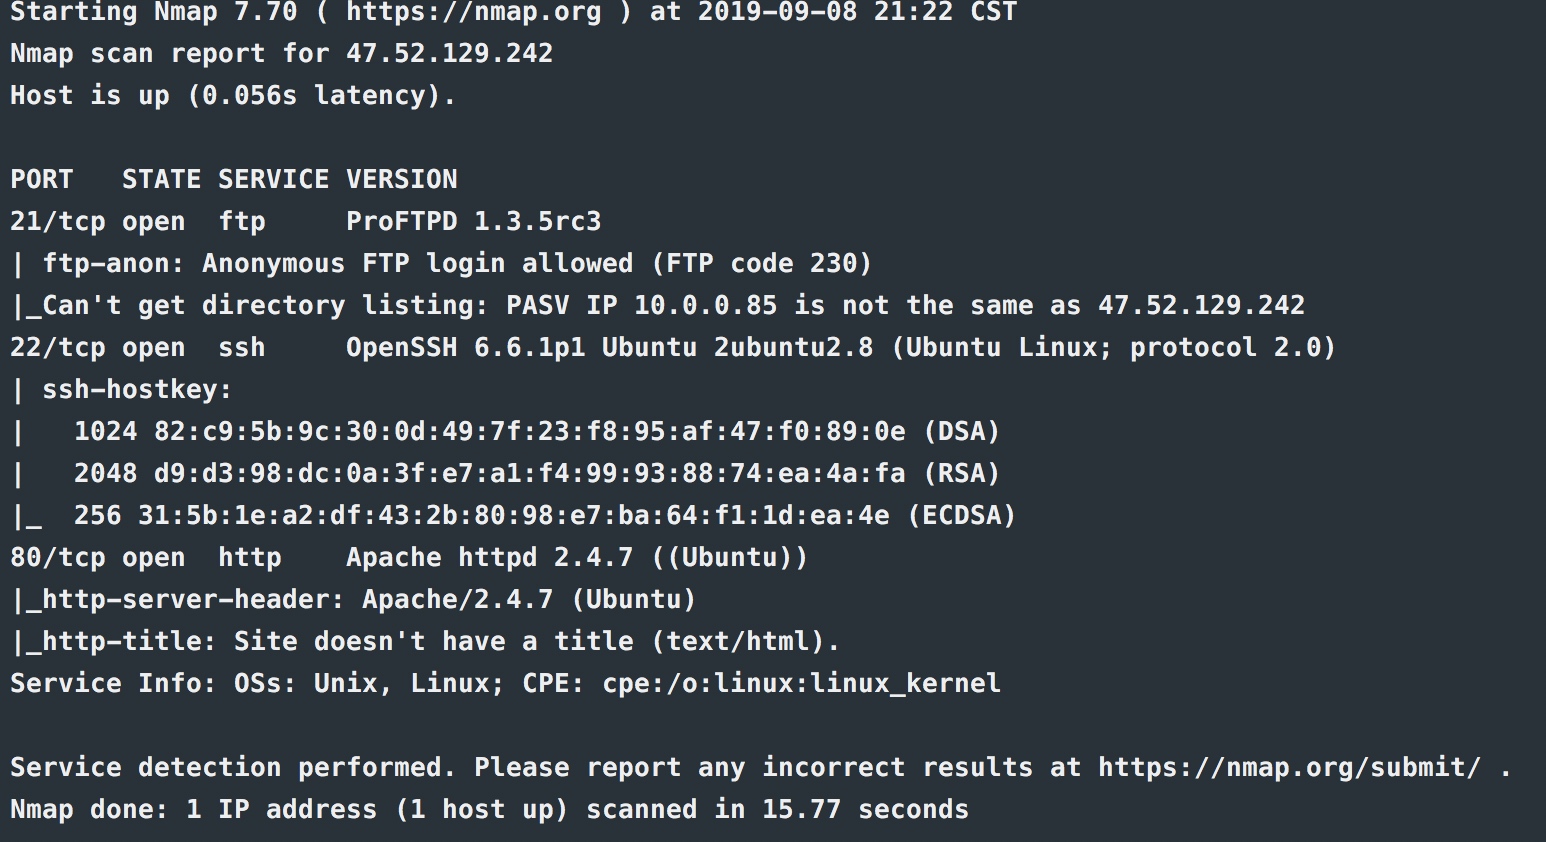 Starting Nmap 7.70 ( https://nmap.org ) at 2019-09-08 21:22 CST
Nmap scan report for 47.52.129.242
Host is up (0.056s latency).
PORT   STATE SERVICE VERSION
21/tcp open  ftp     ProFTPD 1.3.5rc3
| ftp-anon: Anonymous FTP login allowed (FTP code 230)
|_Can't get directory listing: PASV IP 10.0.0.85 is not the same as 47.52.129.242
22/tcp open  ssh     OpenSSH 6.6.1p1 Ubuntu 2ubuntu2.8 (Ubuntu Linux; protocol 2.0)
| ssh-hostkey:
|   1024 82:c9:5b:9c:30:0d:49:7f:23:f8:95:af:47:f0:89:0e (DSA)
|   2048 d9:d3:98:dc:0a:3f:e7:a1:f4:99:93:88:74:ea:4a:fa (RSA)
|_  256 31:5b:1e:a2:df:43:2b:80:98:e7:ba:64:f1:1d:ea:4e (ECDSA)
80/tcp open  http    Apache httpd 2.4.7 ((Ubuntu))
|_http-server-header: Apache/2.4.7 (Ubuntu)
|_http-title: Site doesn't have a title (text/html).
Service Info: OSs: Unix, Linux; CPE: cpe:/o:linux:linux_kernel
Service detection performed. Please report any incorrect results at https://nmap.org/submit/ .
Nmap done: 1 IP address (1 host up) scanned in 15.77 seconds